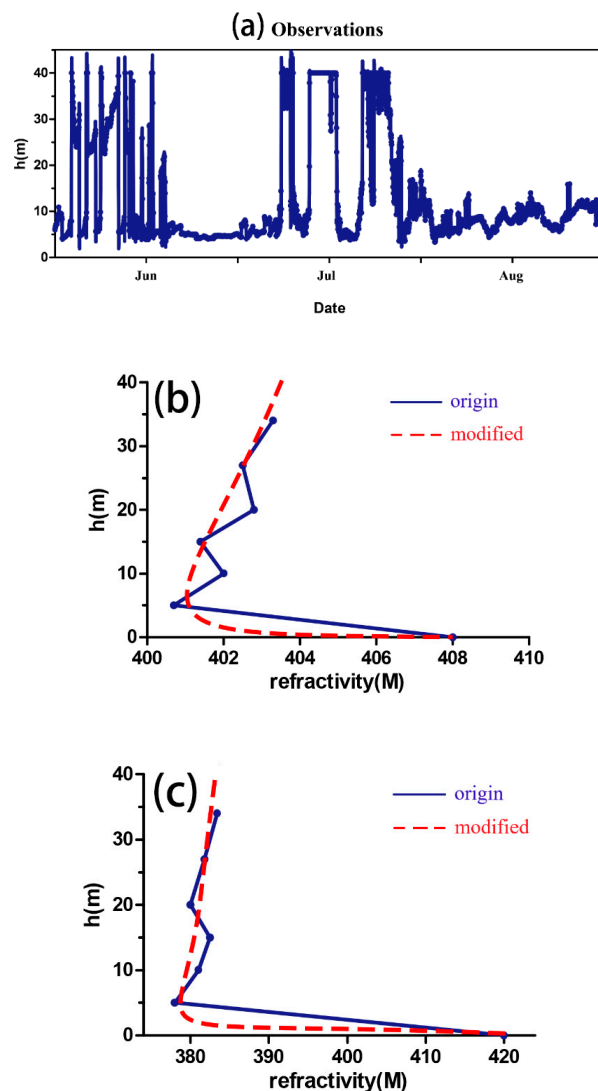 (a) Observations
h(m)
40
30
20
10
0
Jun
Jul
Aug
Date
(b)
h(m)
40
30
20
10
0
origin
modified
400
402
404
406
408
410
refractivity(M)
(c)
h(m)
40
30
20
10
0
origin
modified
380
390
400
410
420
refractivity(M)